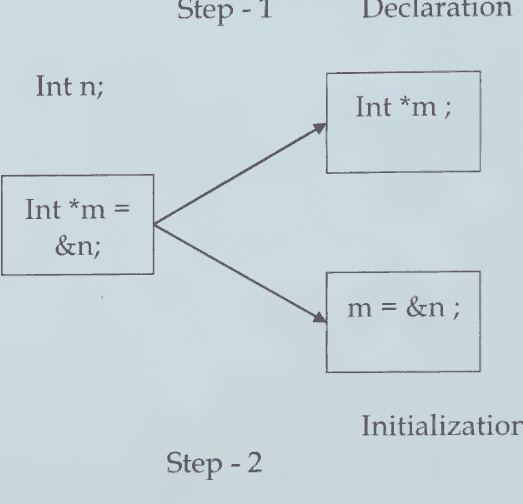 Step - 1 Declaration
Int n;
Int *m ;
Int *m =
&n;
m = &n ;
Initialization
Step - 2